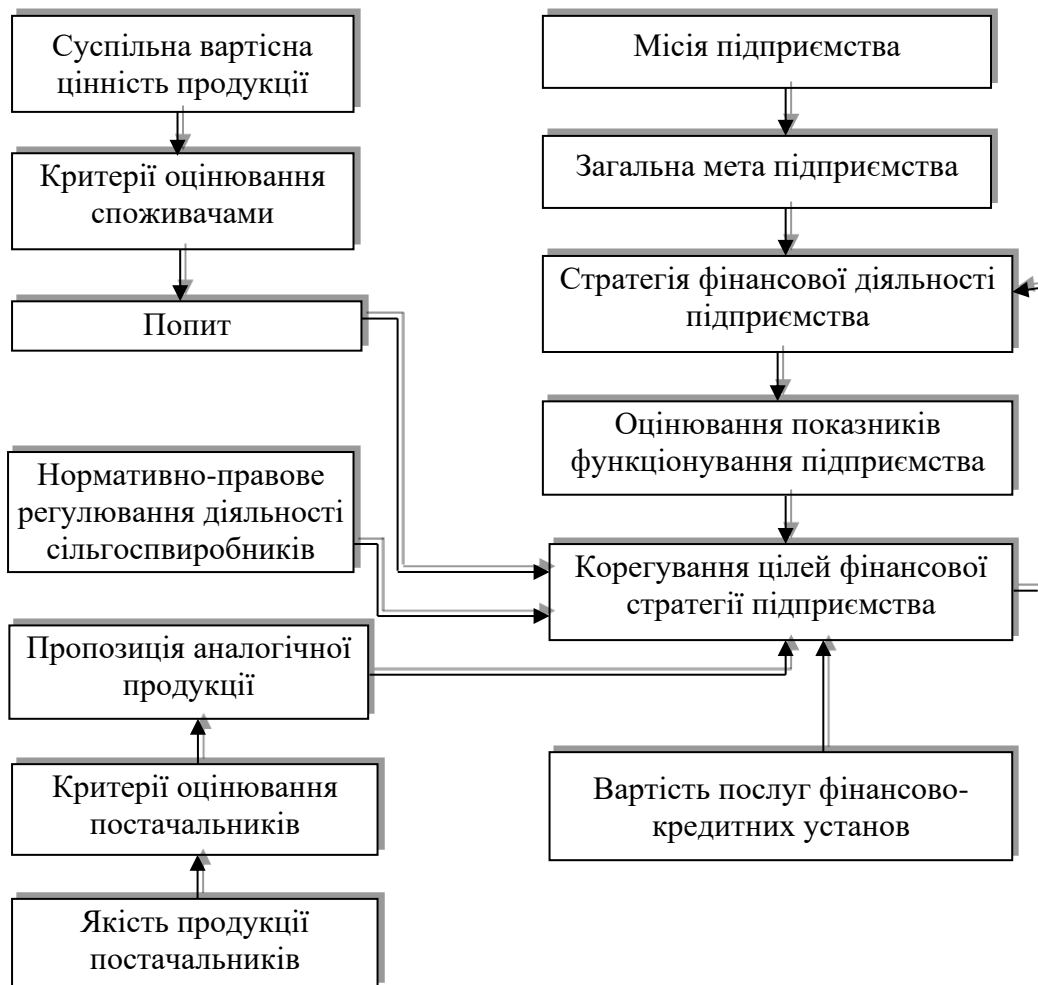 Суспільна вартісна
цінність продукції
Критерії оцінювання
споживачами
Попит
Нормативно-правове
регулювання діяльності
сільгоспвиробників
Пропозиція аналогічної
продукції
Критерії оцінювання
постачальників
Якість продукції
постачальників
Місія підприємства
Загальна мета підприємства
Стратегія фінансової діяльності
підприємства
Оцінювання показників
функціонування підприємства
Корегування цілей фінансової
стратегії підприємства
Вартість послуг фінансово-
кредитних установ